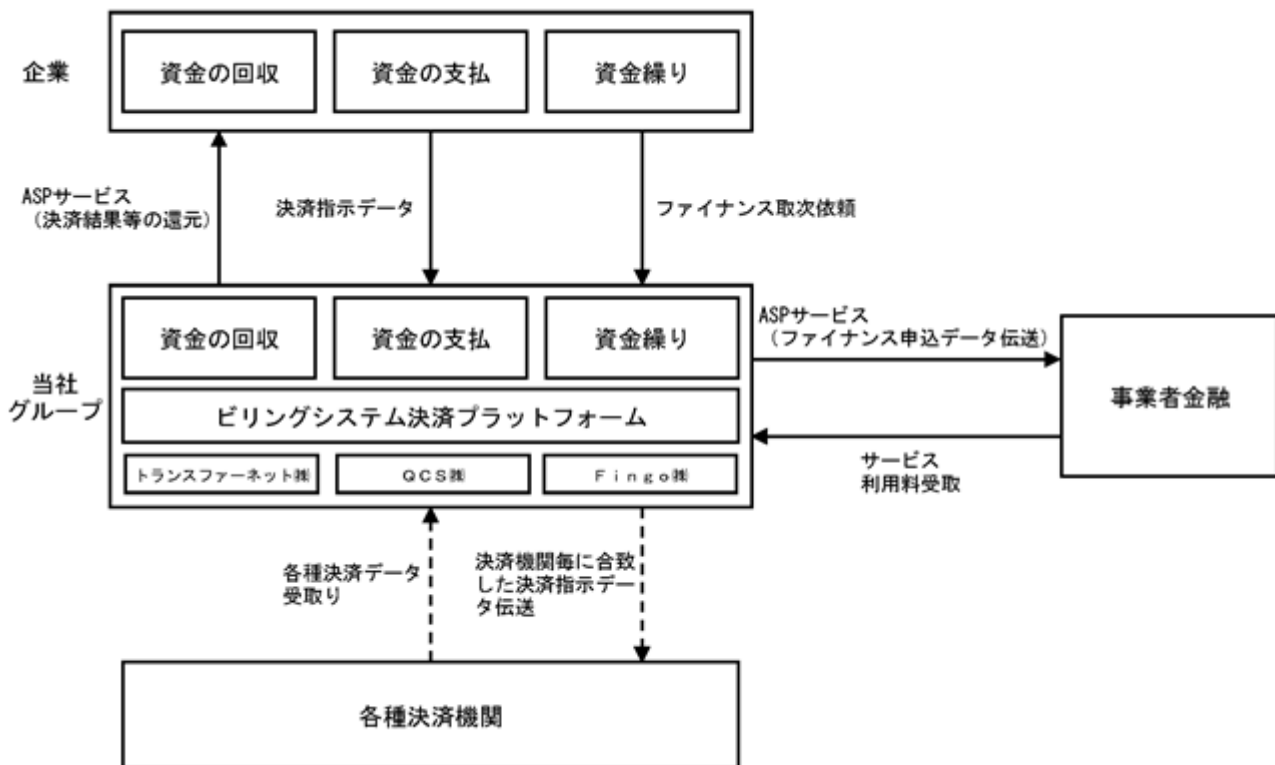 企業
資金の回収
資金の支払
資金繰り
ASPサービス
（決済結果等の還元）
決済指示データ
ファイナンス取次依頼
当社
グループ
資金の回収
資金の支払
資金繰り
ビリングシステム決済プラットフォーム
トランスファーネット㈱
ＱＣＳ㈱
Ｆｉｎｇｏ㈱
ASPサービス
（ファイナンス申込データ伝送）
事業者金融
サービス
利用料受取
各種決済データ
受取り
決済機関毎に合致
した決済指示デー
タ伝送
各種決済機関